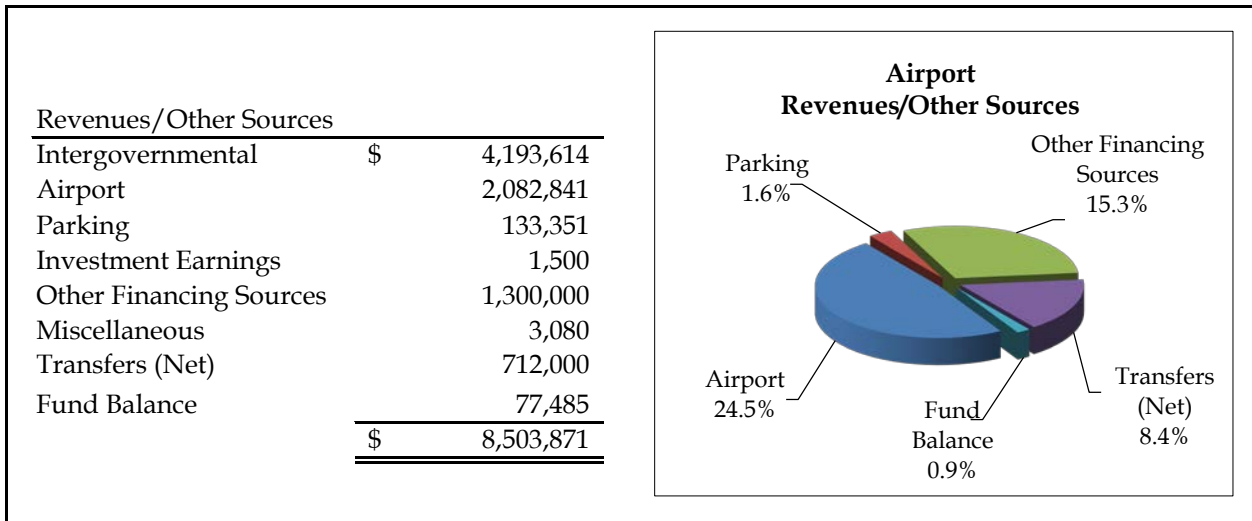 Revenues/Other Sources
Intergovernmental $ 4,193,614
Airport 2,082,841
Parking 133,351
Investment Earnings 1,500
Other Financing Sources 1,300,000
Miscellaneous 3,080
Transfers (Net) 712,000
Fund Balance 77,485
$ 8,503,871
Airport
Revenues/Other Sources
Parking
1.6%
Other Financing
Sources
15.3%
Airport
24.5%
Fund
Balance
0.9%
Transfers
(Net)
8.4%